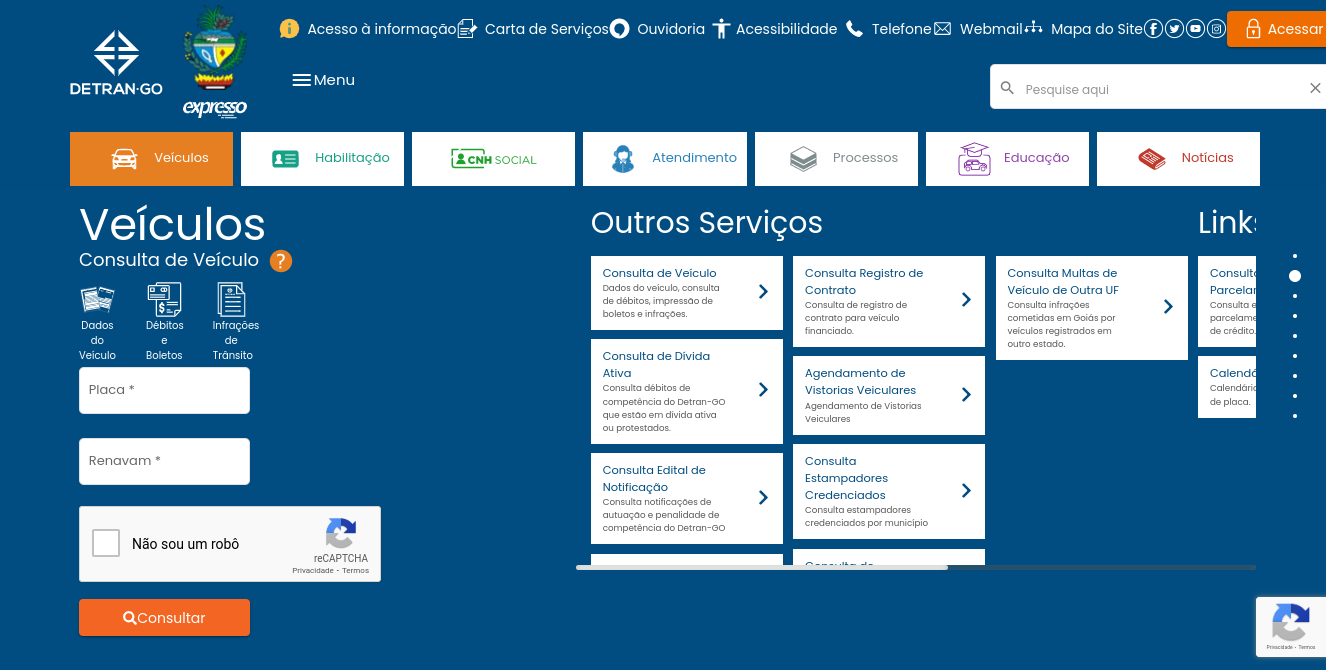 Acesso à informação Carta de Serviços Ouvidoria Acessibilidade Telefone Webmail Mapa do Site Acessar
DETRAN·GO
expresso
Menu
Pesquise aqui
Veículos Habilitação CNH SOCIAL Atendimento Processos Educação Notícias
Veículos
Consulta de Veículo ?
Dados
do
Veículo
Débitos
e
Boletos
Infrações
de
Trânsito
Placa *
Renavam *
Não sou um robô
reCAPTCHA
Privacidade - Termos
Consultar
Outros Serviços
Consulta de Veículo
Dados do veículo, consulta
de débitos, impressão de
boletos e infrações.
Consulta de Dívida
Ativa
Consulta débitos de
competência do Detran-GO
que estão em dívida ativa
ou protestados.
Consulta Edital de
Notificação
Consulta notificações de
autuação e penalidade de
competência do Detran-GO
Consulta Registro de
Contrato
Consulta de registro de
contrato para veículo
financiado.
Agendamento de
Vistorias Veiculares
Agendamento de Vistorias
Veiculares
Consulta
Estampadores
Credenciados
Consulta estampadores
credenciados por município
Consulta de
Consulta Multas de
Veículo de Outra UF
Consulta infrações
cometidas em Goiás por
veículos registrados em
outro estado.
Links
Consulta
Parcelar
Consulta e
parcelame
de crédito.
Calendá
Calendário
de placa.
Privacidade - Termos